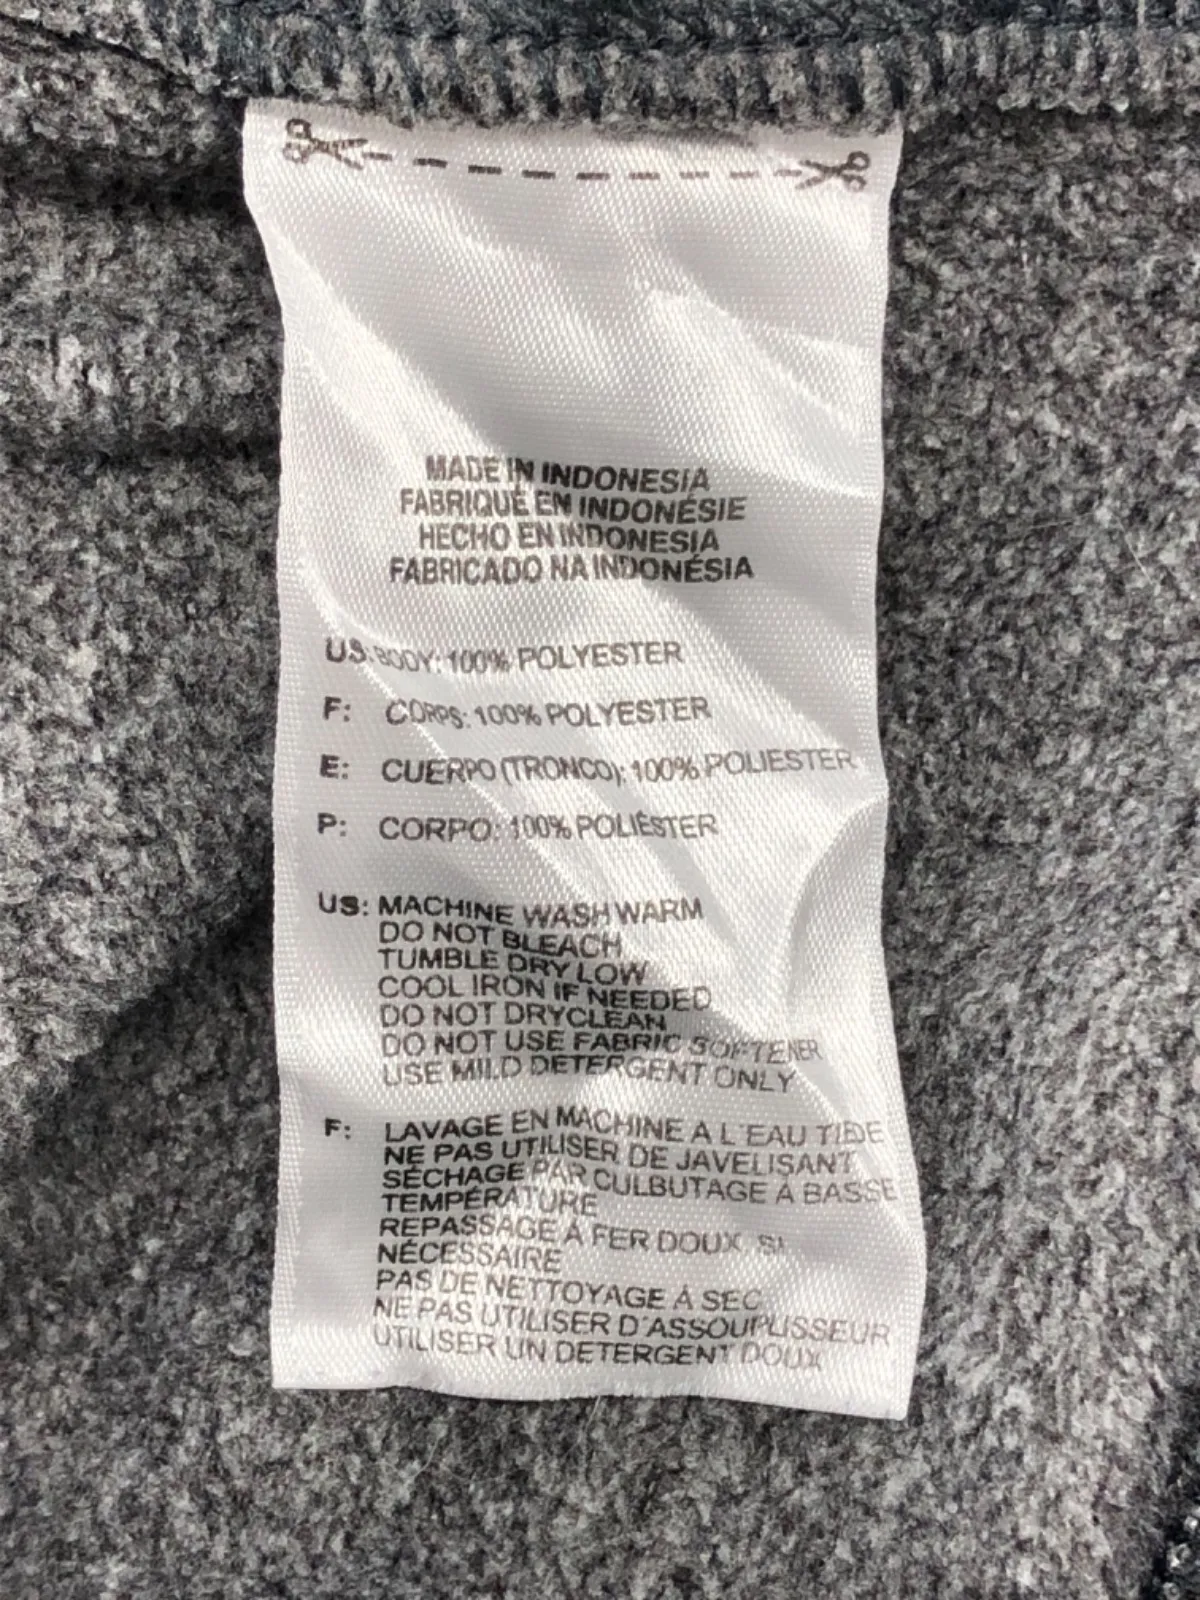 MADE IN INDONESIA
FABRIQUÉ EN INDONÉSIE
HECHO EN INDONESIA
FABRICADO NA INDONÉSIA
US: BODY: 100% POLYESTER
F: CORPS: 100% POLYESTER
E: CUERPO (TRONCO): 100% POLIESTER
P: CORPO: 100% POLIÉSTER
US: MACHINE WASH WARM
DO NOT BLEACH
TUMBLE DRY LOW
COOL IRON IF NEEDED
DO NOT DRYCLEAN
DO NOT USE FABRIC SOFTENER
USE MILD DETERGENT ONLY
F: LAVAGE EN MACHINE A L'EAU TIEDE
NE PAS UTILISER DE JAVELISANT
SÉCHAGE PAR CULBUTAGE À BASSE
TEMPÉRATURE
REPASSAGE À FER DOUX SI
NÉCESSAIRE
PAS DE NETTOYAGE À SEC
NE PAS UTILISER D'ASSOUPLISSEUR
UTILISER UN DETERGENT DOUX